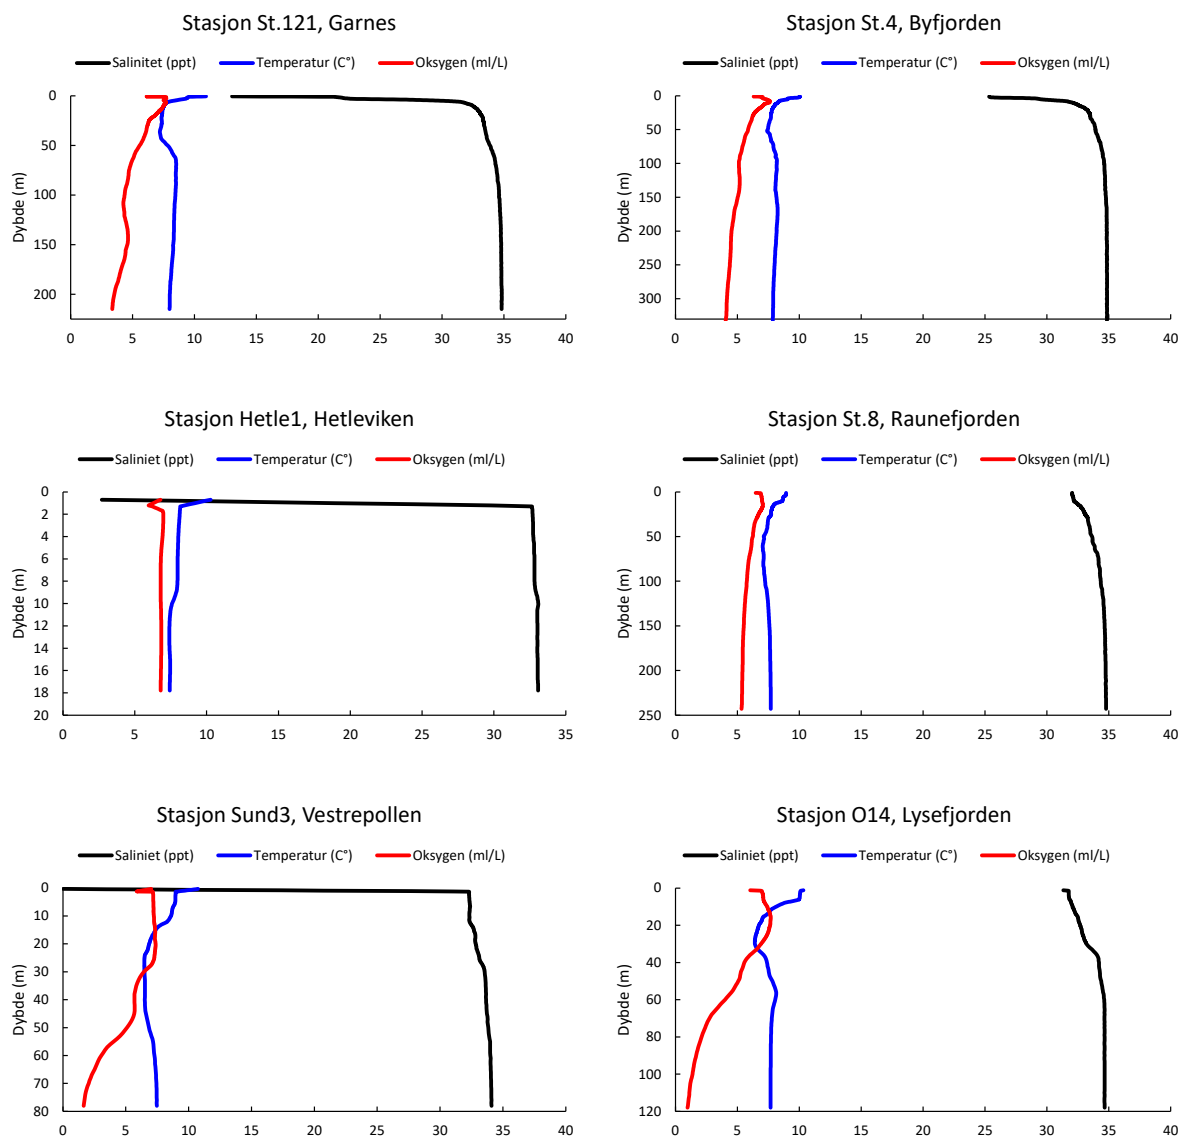 Stasjon St.121, Garnes
Salinitet (ppt) Temperatur (C°) Oksygen (ml/L)
Dybde (m)
0
50
100
150
200
0 5 10 15 20 25 30 35 40
Stasjon St.4, Byfjorden
Saliniet (ppt) Temperatur (C°) Oksygen (ml/L)
Dybde (m)
0
50
100
150
200
250
300
0 5 10 15 20 25 30 35 40
Stasjon Hetle1, Hetleviken
Saliniet (ppt) Temperatur (C°) Oksygen (ml/L)
Dybde (m)
0
2
4
6
8
10
12
14
16
18
20
0 5 10 15 20 25 30 35
Stasjon St.8, Raunefjorden
Saliniet (ppt) Temperatur (C°) Oksygen (ml/L)
Dybde (m)
0
50
100
150
200
250
0 5 10 15 20 25 30 35 40
Stasjon Sund3, Vestrepollen
Saliniet (ppt) Temperatur (C°) Oksygen (ml/L)
Dybde (m)
0
10
20
30
40
50
60
70
80
0 5 10 15 20 25 30 35 40
Stasjon O14, Lysefjorden
Saliniet (ppt) Temperatur (C°) Oksygen (ml/L)
Dybde (m)
0
20
40
60
80
100
120
0 5 10 15 20 25 30 35 40